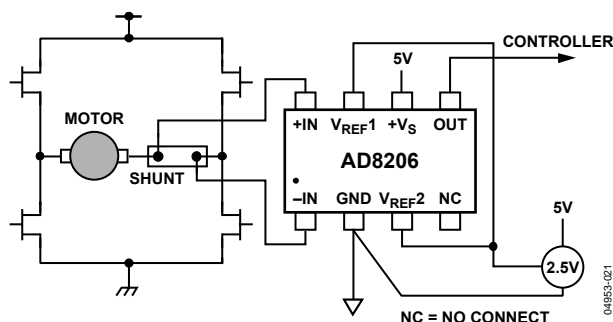 CONTROLLER
5V
MOTOR
+IN VREF1 +VS OUT
AD8206
SHUNT
–IN GND VREF2 NC
5V
2.5V
NC = NO CONNECT
04953-021